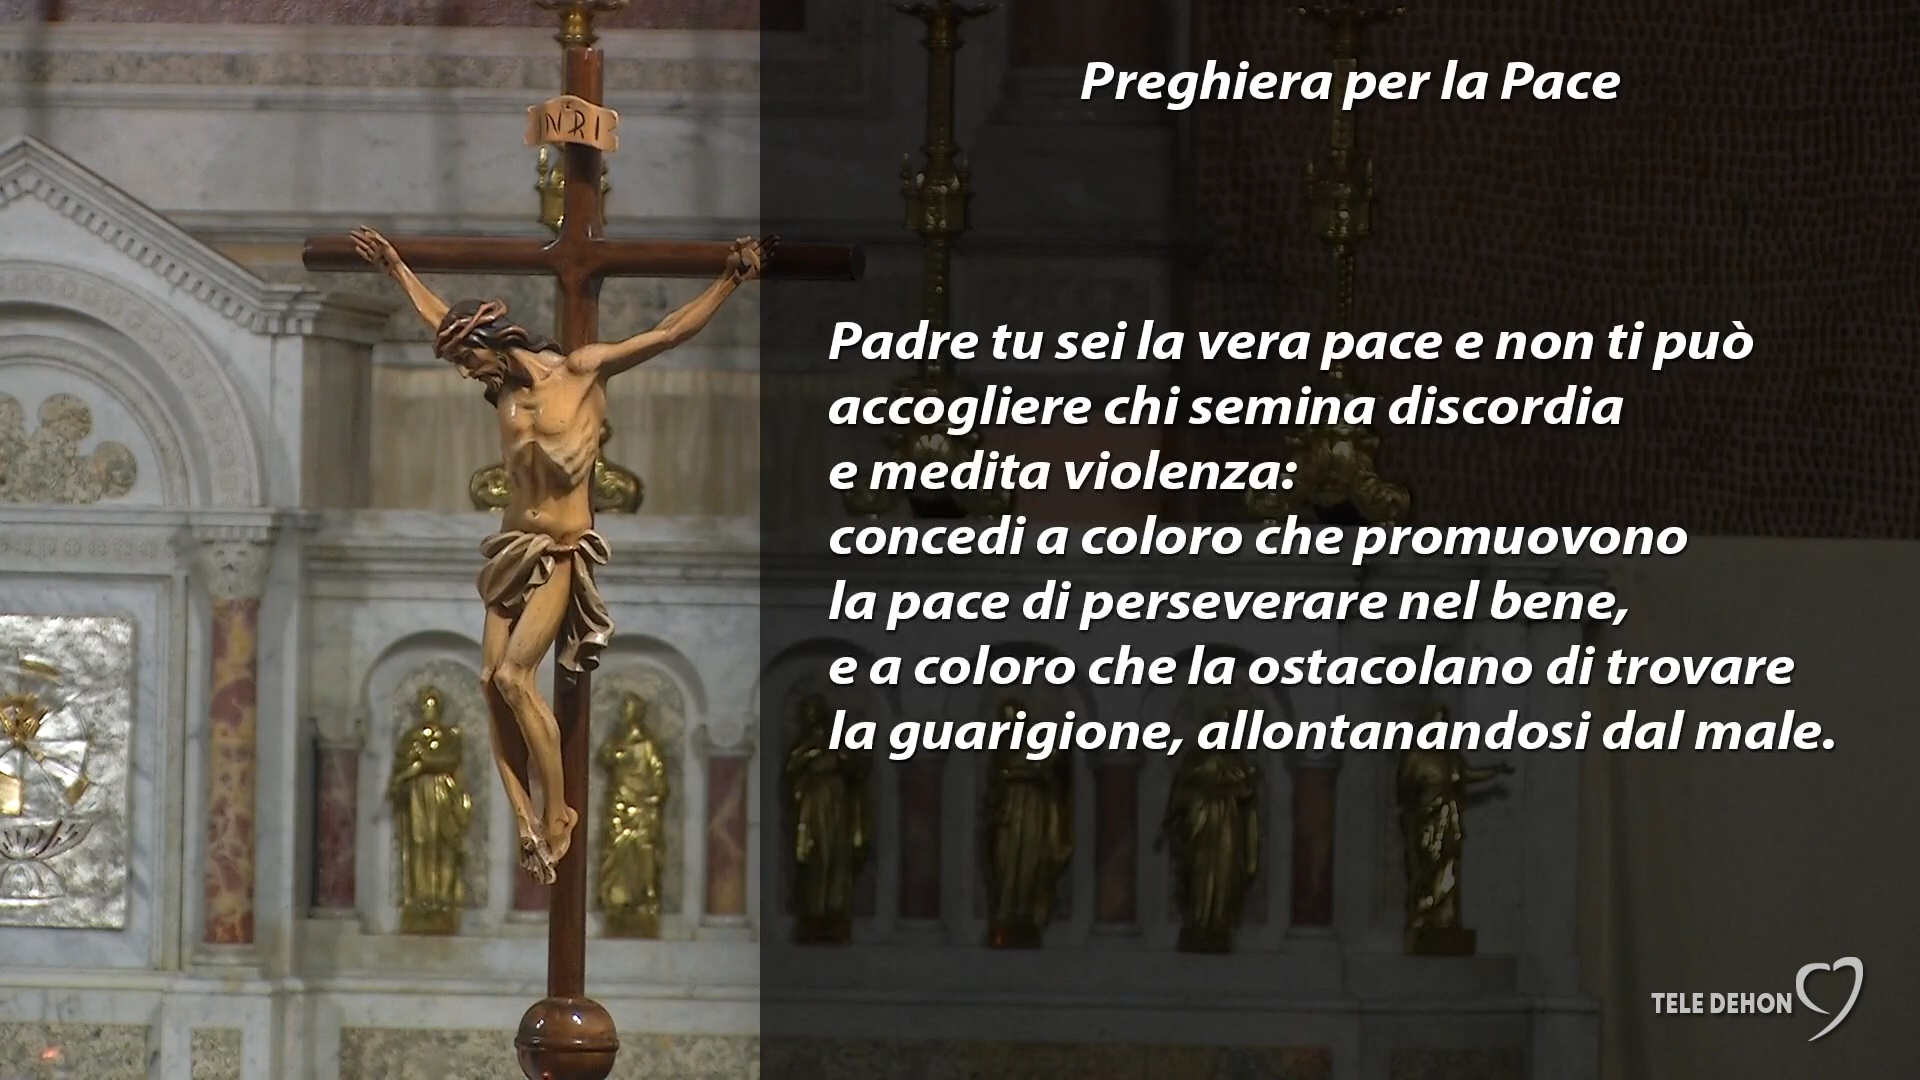 INRI
Preghiera per la Pace
Padre tu sei la vera pace e non ti può
accogliere chi semina discordia
e medita violenza:
concedi a coloro che promuovono
la pace di perseverare nel bene,
e a coloro che la ostacolano di trovare
la guarigione, allontanandosi dal male.
TELE DEHON